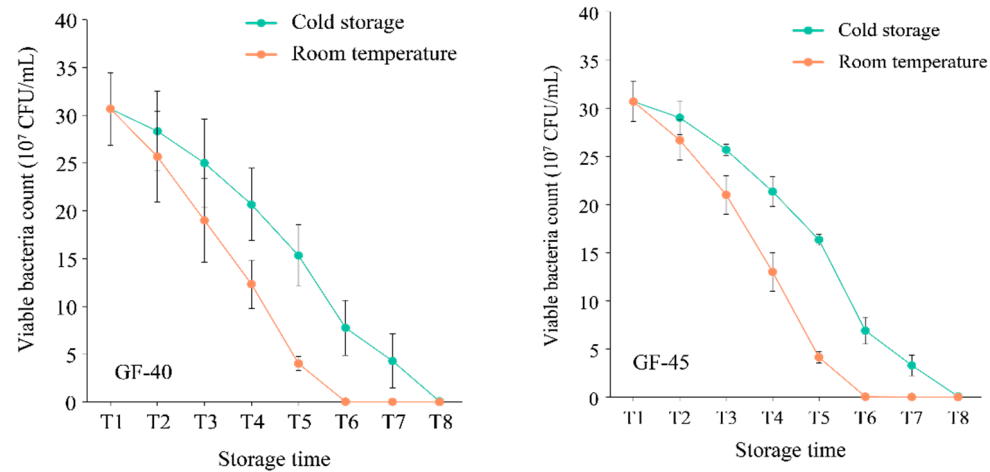 Viable bacteria count (10⁷ CFU/mL)
40
35
30
25
20
15
10
5
0
Cold storage
Room temperature
GF-40
T1 T2 T3 T4 T5 T6 T7 T8
Storage time
Viable bacteria count (10⁷ CFU/mL)
40
35
30
25
20
15
10
5
0
Cold storage
Room temperature
GF-45
T1 T2 T3 T4 T5 T6 T7 T8
Storage time